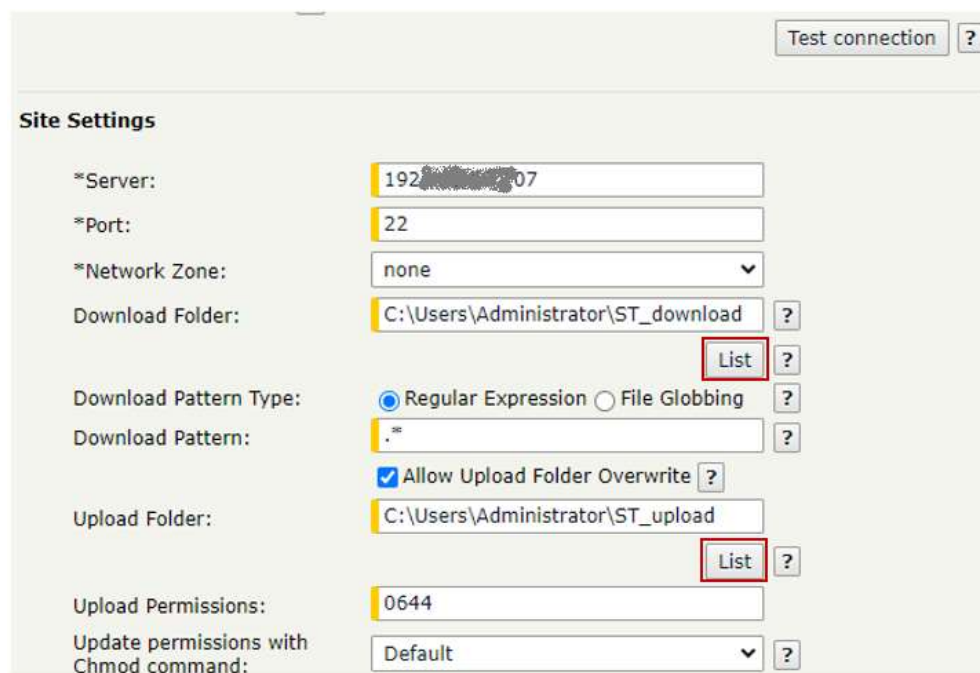 Test connection ?
Site Settings
*Server: 192 07
*Port: 22
*Network Zone: none
Download Folder: C:\Users\Administrator\ST_download ?
List ?
Download Pattern Type: Regular Expression File Globbing ?
Download Pattern: .* ?
Allow Upload Folder Overwrite ?
Upload Folder: C:\Users\Administrator\ST_upload
List ?
Upload Permissions: 0644
Update permissions with
Chmod command: Default ?